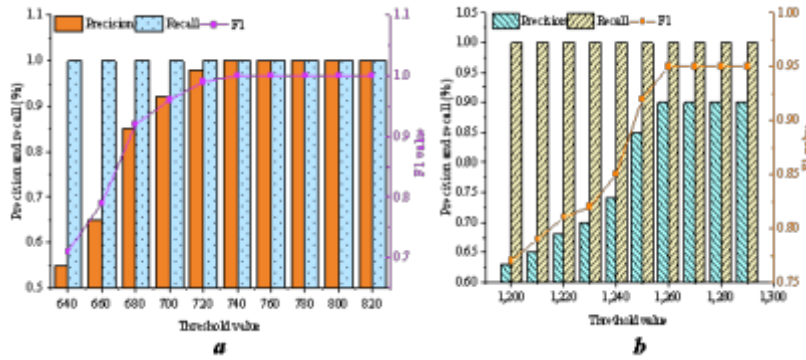 Precision Recall F1
1.1
1.0
0.9
0.8
0.7
0.6
0.5
Precition and recall (%)
1.1
1.0
0.9
0.8
0.7
F1 value
640 660 680 700 720 740 760 780 800 820
Threshold value
a
Precision Recall F1
1.05
1.00
0.95
0.90
0.85
0.80
0.75
0.70
0.65
0.60
Precition and recall (%)
1.00
0.95
0.90
0.85
0.80
0.75
1,200 1,220 1,240 1,260 1,280 1,300
Threshold value
b